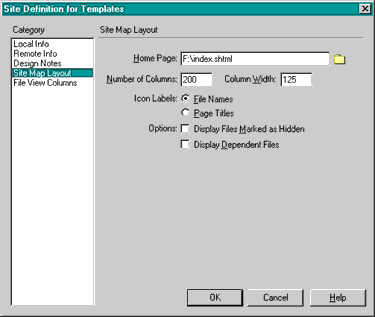 Site Definition for Templates
Category
Local Info
Remote Info
Design Notes
Site Map Layout
File View Columns
Site Map Layout
Home Page: F:\index.shtml
Number of Columns: 200 Column Width: 125
Icon Labels: File Names
Page Titles
Options: Display Files Marked as Hidden
Display Dependent Files
OK Cancel Help